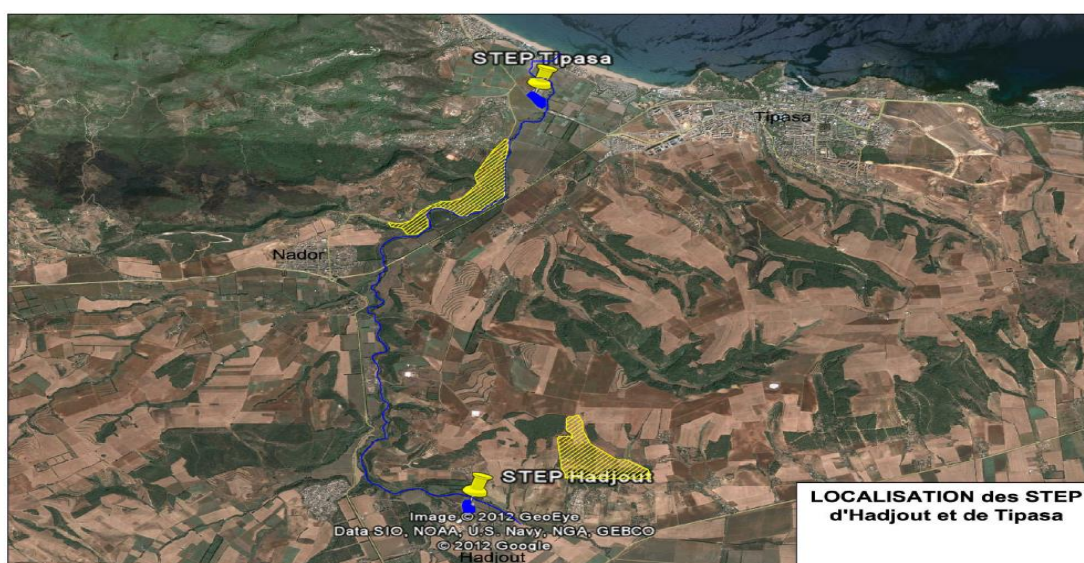 STEP Tipasa
Tipasa
Nador
STEP Hadjout
Image © 2012 GeoEye
Data SIO, NOAA, U.S. Navy, NGA, GEBCO
© 2012 Google
Hadjout
LOCALISATION des STEP
d'Hadjout et de Tipasa